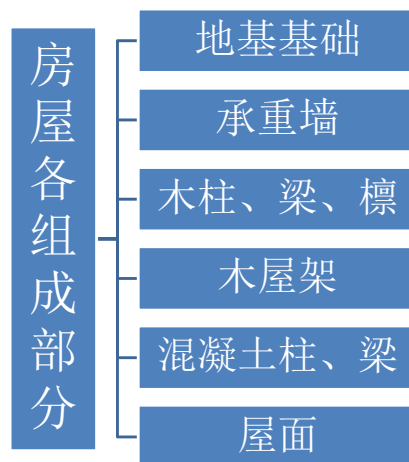 房屋各组成部分
地基基础
承重墙
木柱、梁、檩
木屋架
混凝土柱、梁
屋面